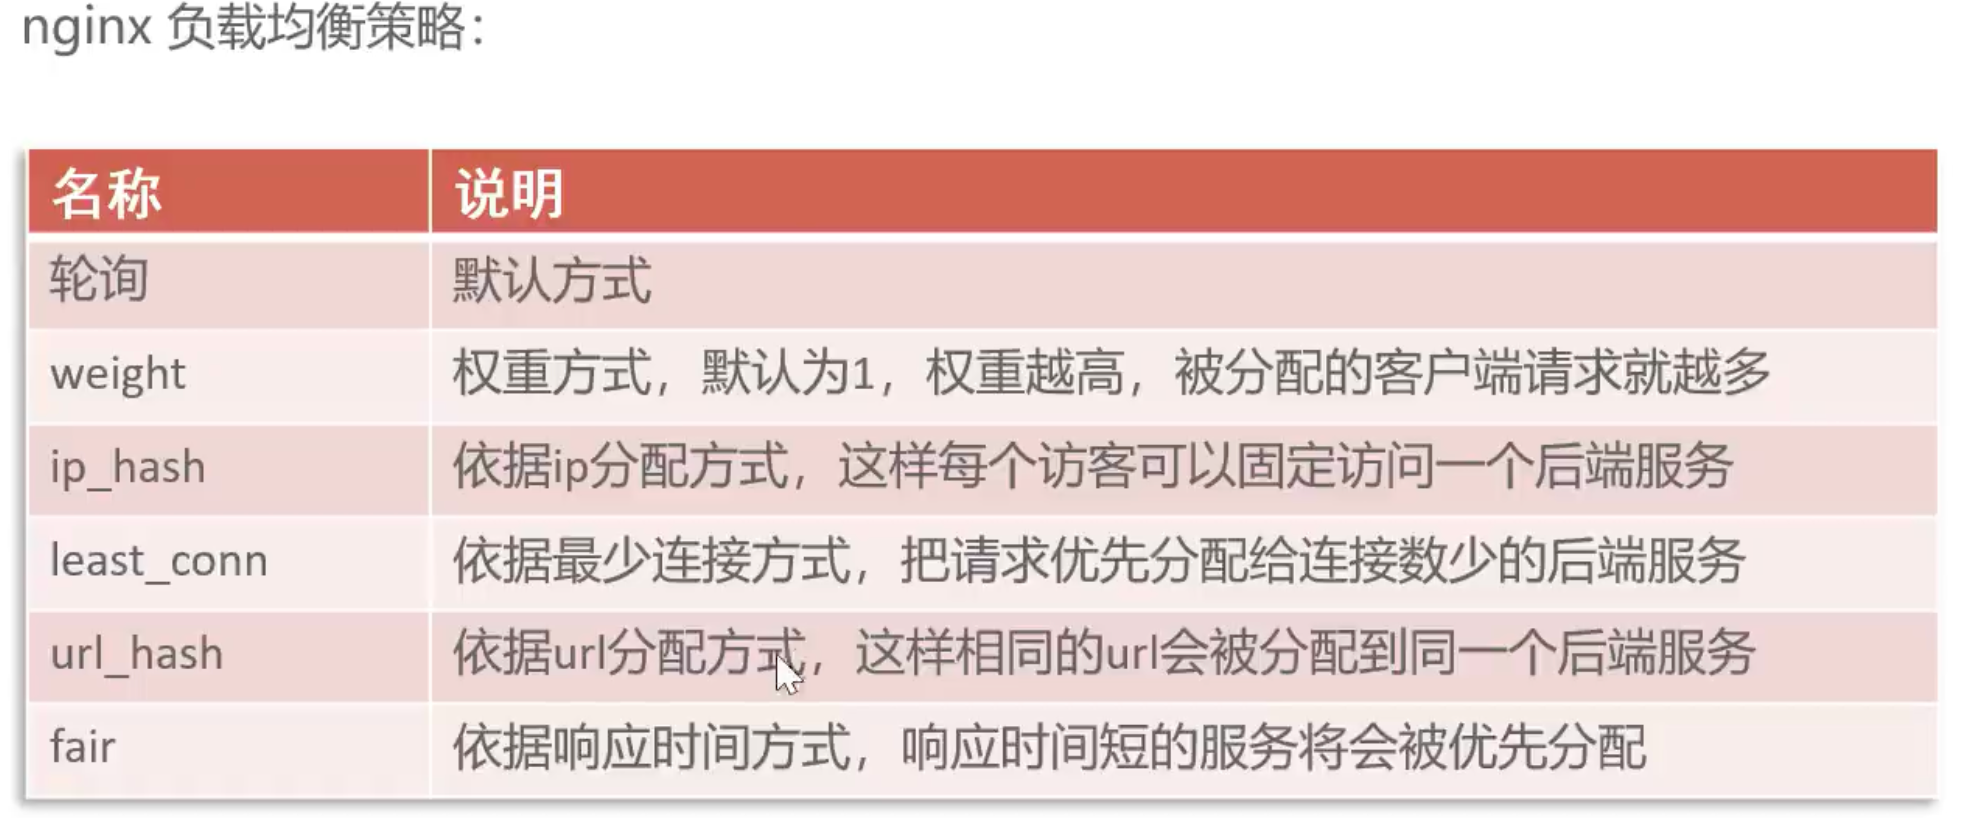 nginx 负载均衡策略：
名称 说明
轮询 默认方式
weight 权重方式，默认为1，权重越高，被分配的客户端请求就越多
ip_hash 依据ip分配方式，这样每个访客可以固定访问一个后端服务
least_conn 依据最少连接方式，把请求优先分配给连接数少的后端服务
url_hash 依据url分配方式，这样相同的url会被分配到同一个后端服务
fair 依据响应时间方式，响应时间短的服务将会被优先分配